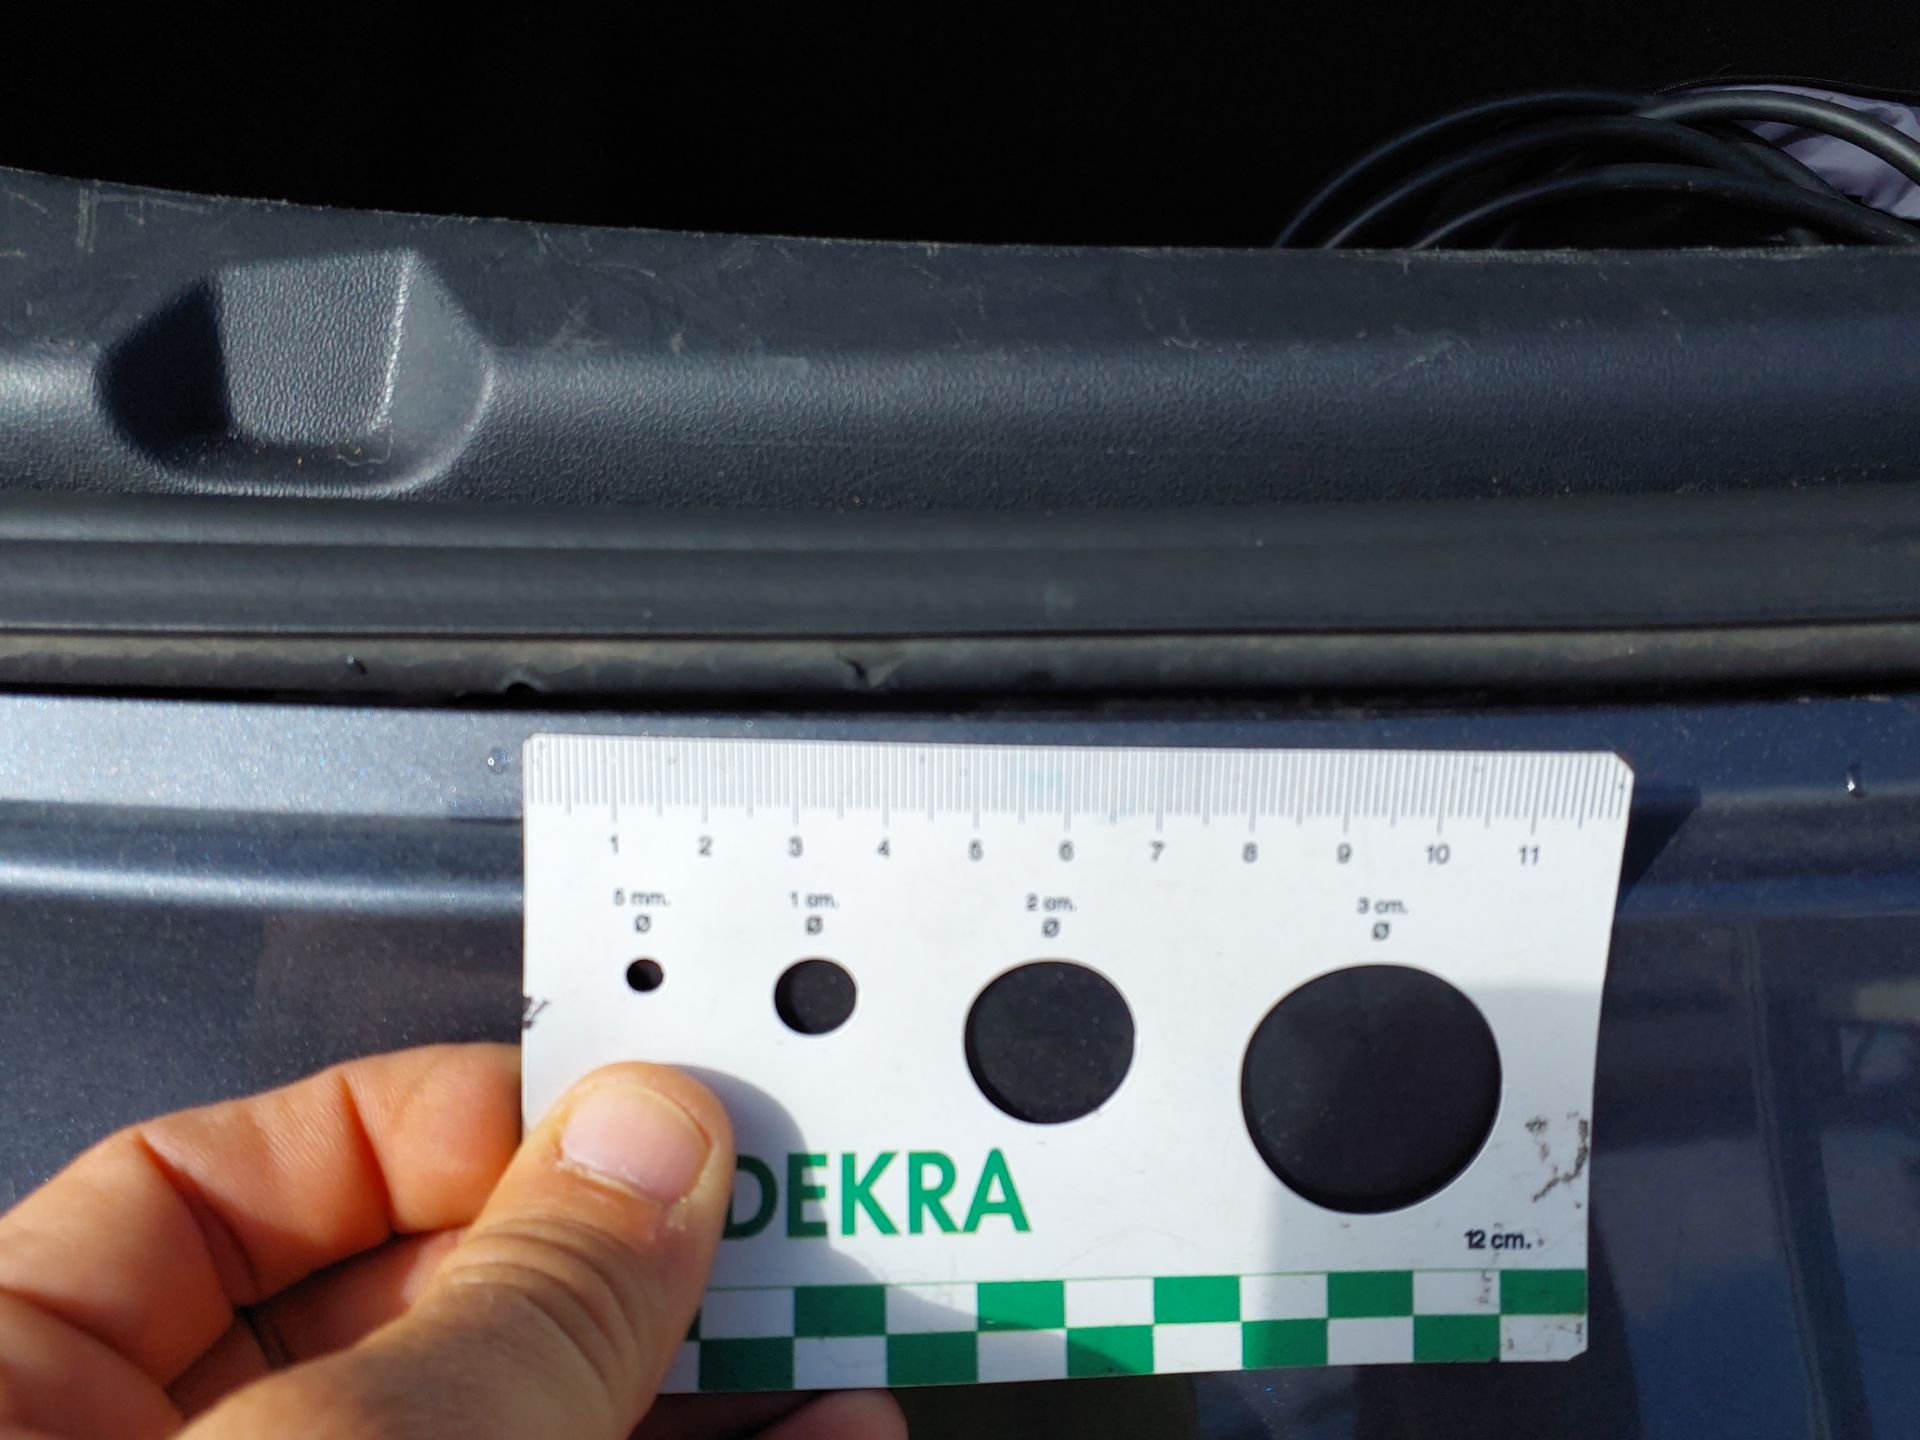 1 2 3 4 5 6 7 8 9 10 11
5 mm. 1 cm. 2 cm. 3 cm.
Ø Ø Ø Ø
DEKRA
12 cm.